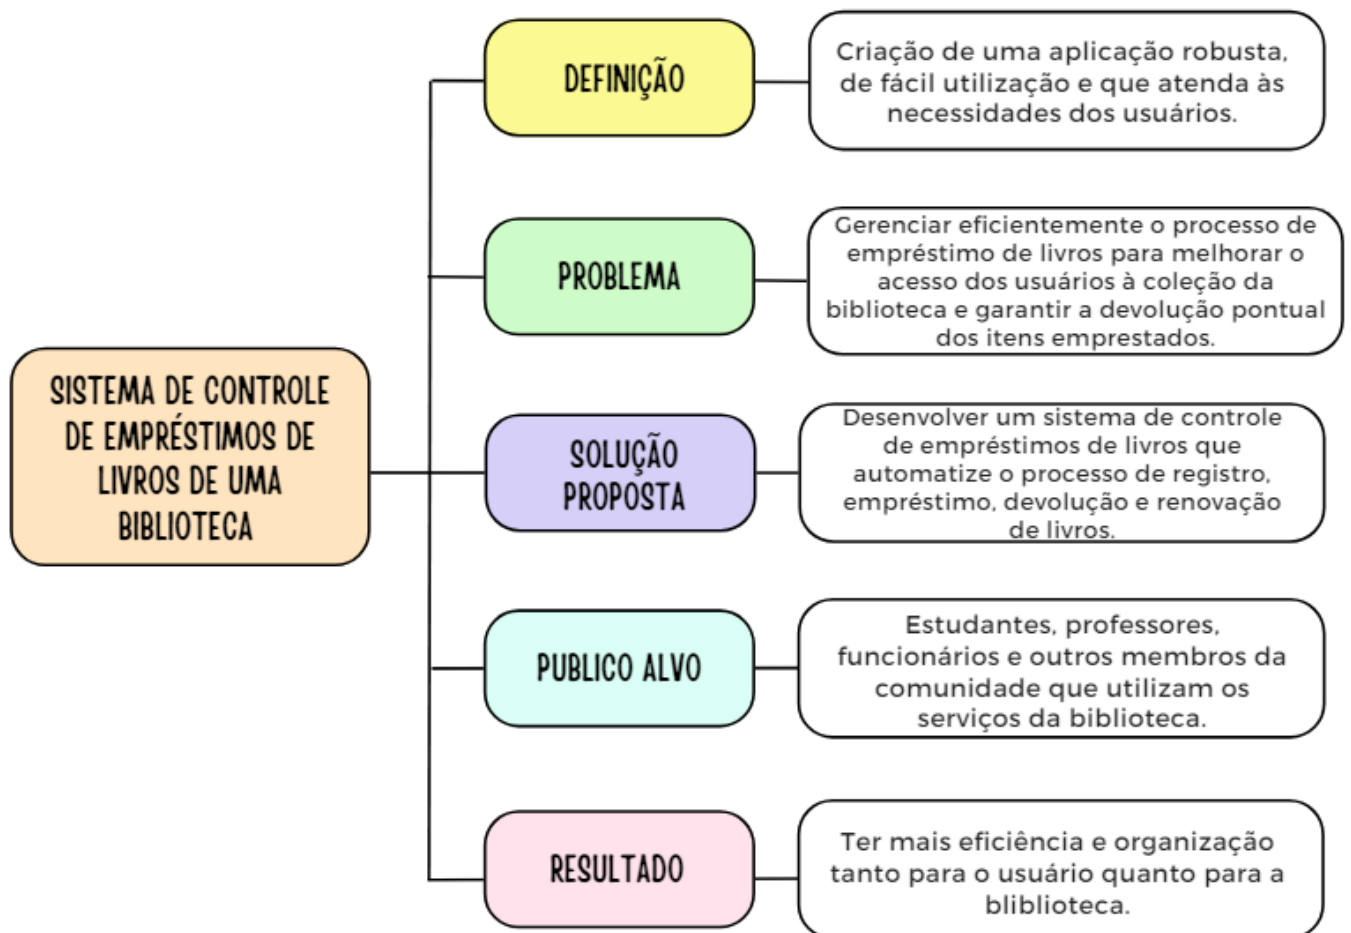 SISTEMA DE CONTROLE
DE EMPRÉSTIMOS DE
LIVROS DE UMA
BIBLIOTECA
DEFINIÇÃO
Criação de uma aplicação robusta,
de fácil utilização e que atenda às
necessidades dos usuários.
PROBLEMA
Gerenciar eficientemente o processo de
empréstimo de livros para melhorar o
acesso dos usuários à coleção da
biblioteca e garantir a devolução pontual
dos itens emprestados.
SOLUÇÃO
PROPOSTA
Desenvolver um sistema de controle
de empréstimos de livros que
automatize o processo de registro,
empréstimo, devolução e renovação
de livros.
PUBLICO ALVO
Estudantes, professores,
funcionários e outros membros da
comunidade que utilizam os
serviços da biblioteca.
RESULTADO
Ter mais eficiência e organização
tanto para o usuário quanto para a
bliblioteca.